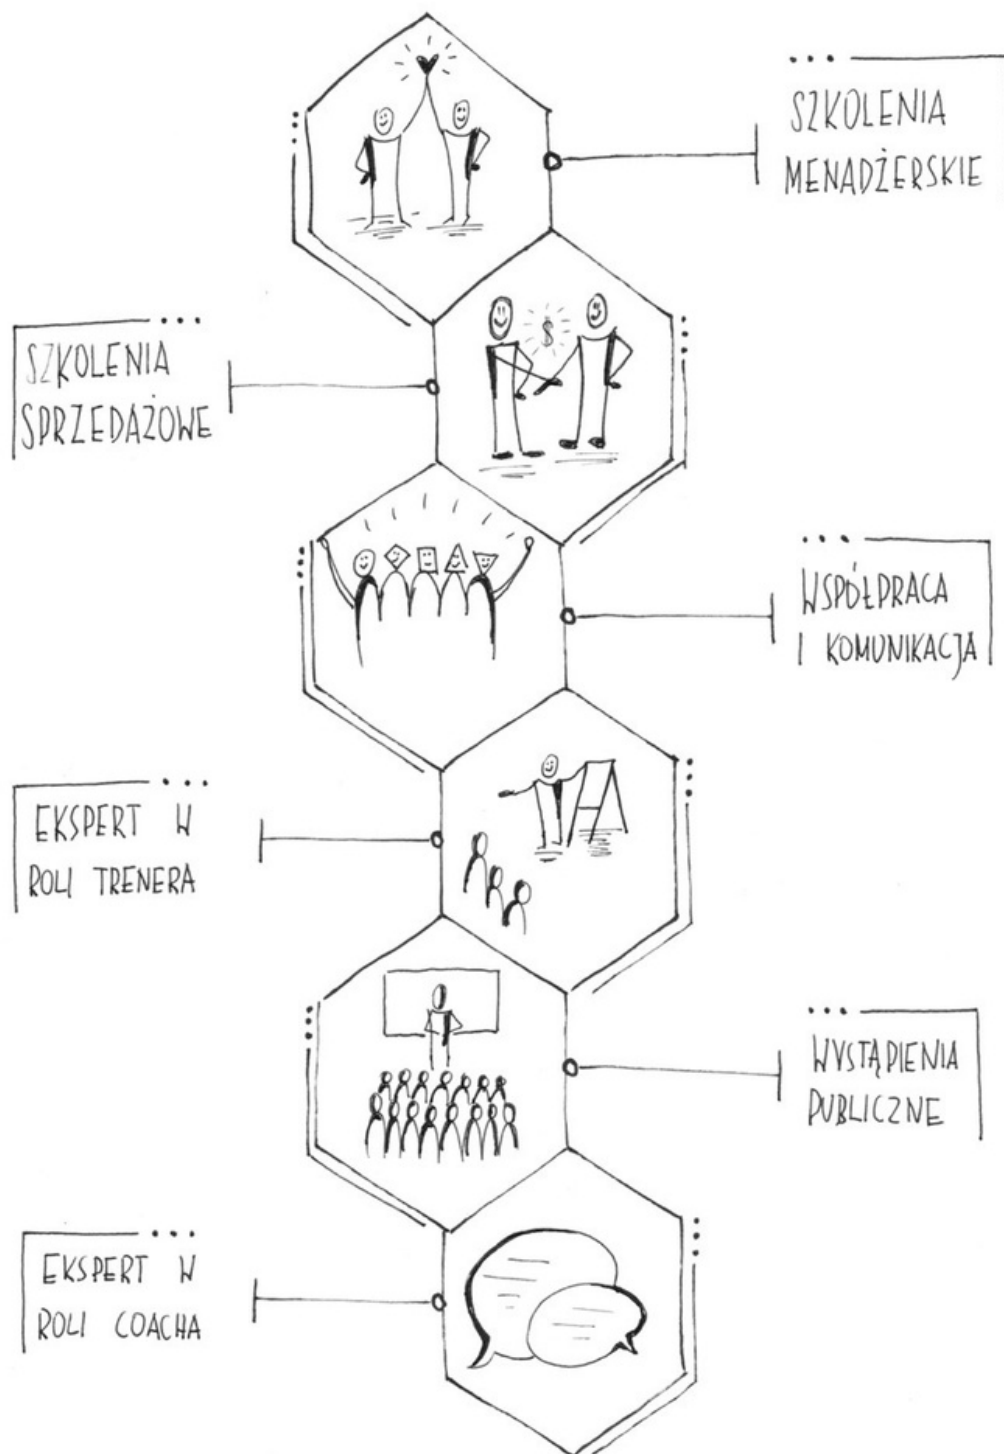 SZKOLENIA
MENADŻERSKIE
SZKOLENIA
SPRZEDAŻOWE
$
WSPÓŁPRACA
I KOMUNIKACJA
EKSPERT W
ROLI TRENERA
WYSTĄPIENIA
PUBLICZNE
EKSPERT W
ROLI COACHA